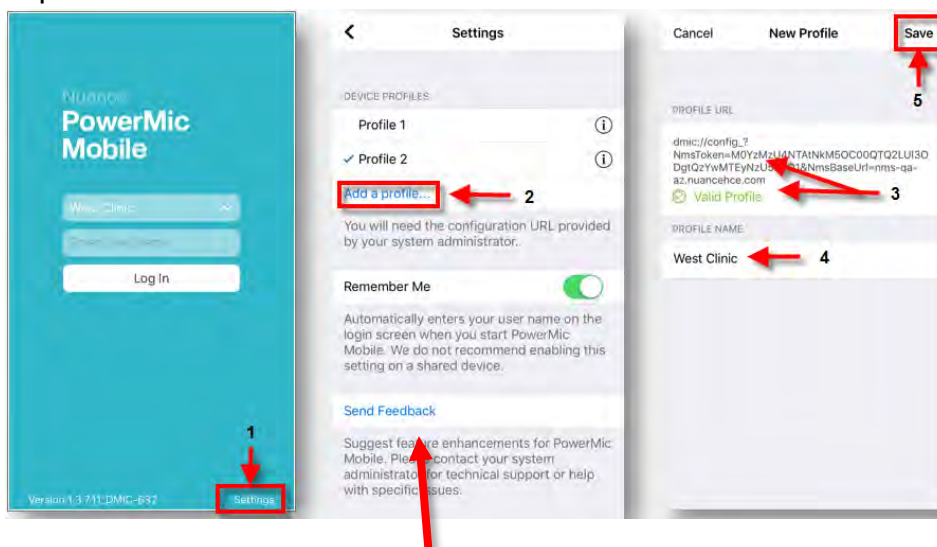 Nuance
PowerMic
Mobile
West Clinic
Log In
1
Version 1.3.711.DMIC-632
Settings
Settings
DEVICE PROFILES
Profile 1
Profile 2
Add a profile...
2
You will need the configuration URL provided
by your system administrator.
Remember Me
Automatically enters your user name on the
login screen when you start PowerMic
Mobile. We do not recommend enabling this
setting on a shared device.
Send Feedback
Suggest feature enhancements for PowerMic
Mobile. Please contact your system
administrator for technical support or help
with specific issues.
Cancel
New Profile
Save
5
PROFILE URL
dmic://config_?
NmsToken=M0YzMzU4NTAtNkM5OC00QTQ2LUI3O
&NmsBaseUrl=nms-qa-
az.nuancehce.com
Valid Profile
3
PROFILE NAME
West Clinic
4